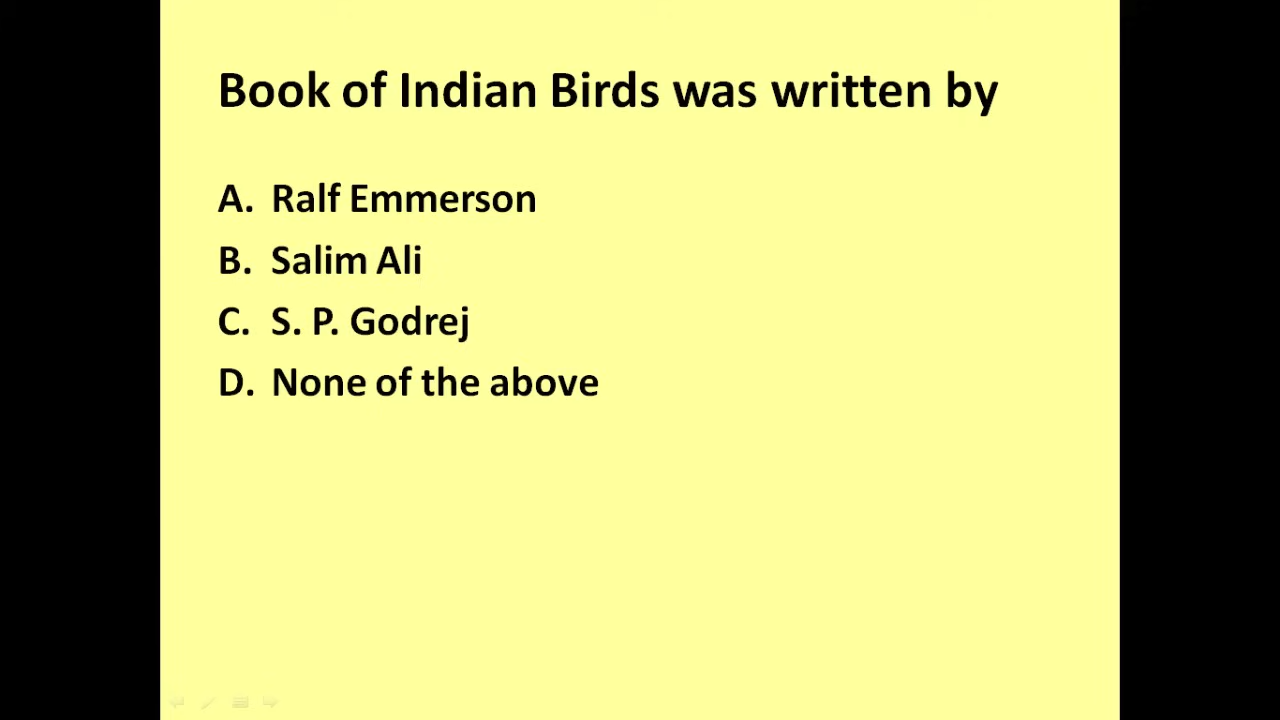 Book of Indian Birds was written by
A. Ralf Emmerson
B. Salim Ali
C. S. P. Godrej
D. None of the above